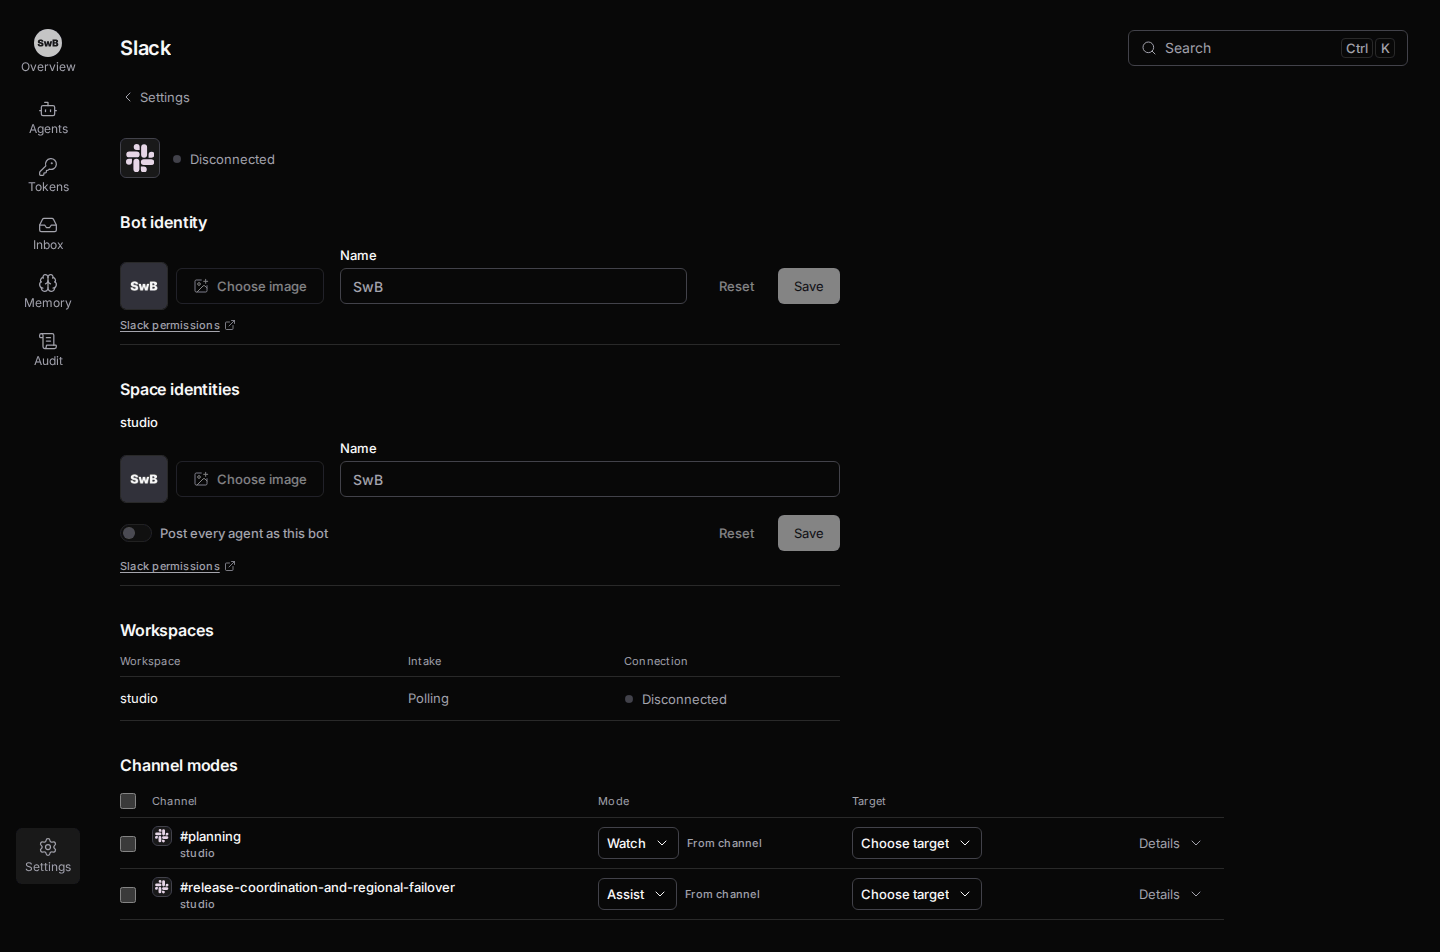 SwB
Overview
Agents
Tokens
Inbox
Memory
Audit
Settings
Slack
Search Ctrl K
Settings
Disconnected
Bot identity
Name
SwB Choose image SwB Reset Save
Slack permissions
Space identities
studio
Name
SwB Choose image SwB
Post every agent as this bot Reset Save
Slack permissions
Workspaces
Workspace Intake Connection
studio Polling Disconnected
Channel modes
Channel Mode Target
#planning Watch From channel Choose target Details
studio
#release-coordination-and-regional-failover Assist From channel Choose target Details
studio